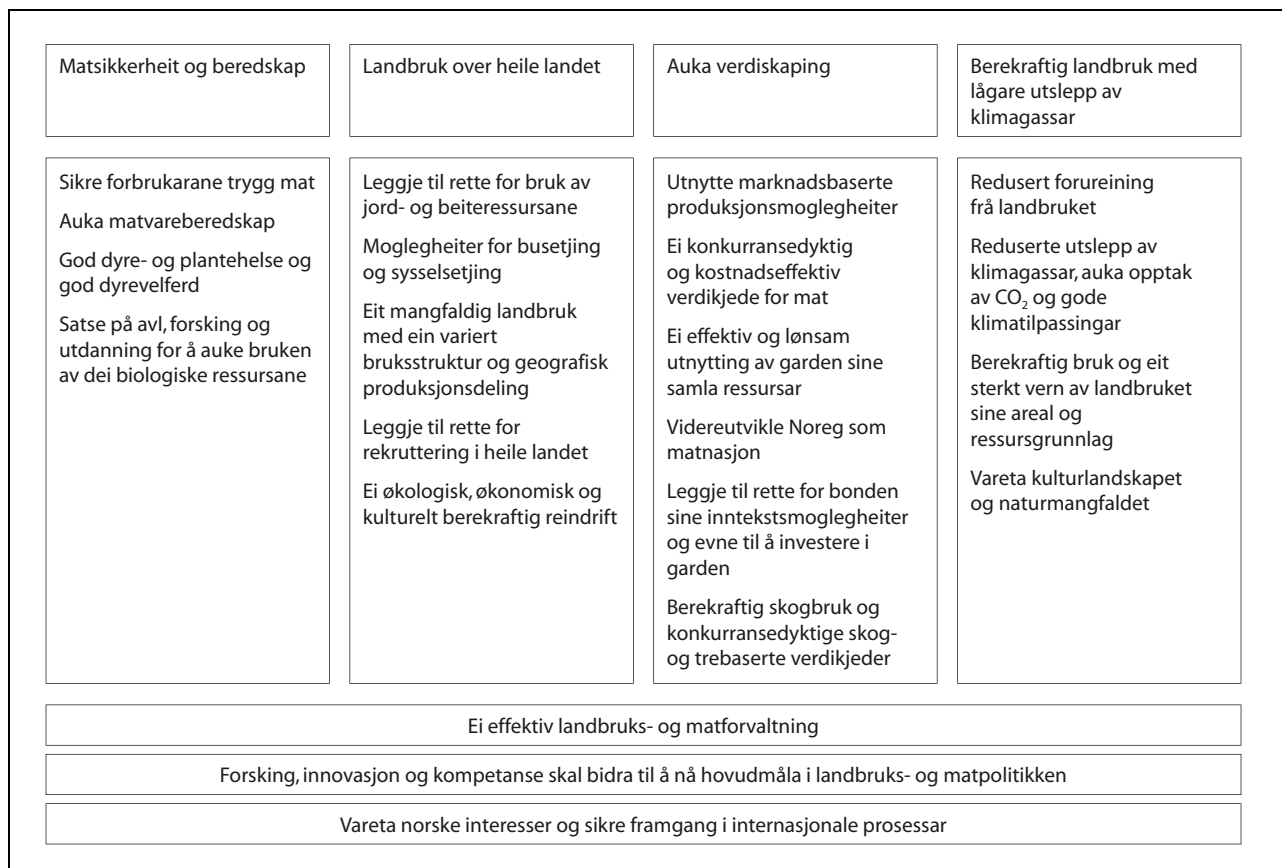 Matsikkerheit og beredskap
Landbruk over heile landet
Auka verdiskaping
Berekraftig landbruk med
lågare utslepp av
klimagassar
Sikre forbrukarane trygg mat
Auka matvareberedskap
God dyre- og plantehelse og
god dyrevelferd
Satse på avl, forsking og
utdanning for å auke bruken
av dei biologiske ressursane
Leggje til rette for bruk av
jord- og beiteressursane
Moglegheiter for busetjing
og sysselsetjing
Eit mangfaldig landbruk
med ein variert
bruksstruktur og geografisk
produksjonsdeling
Leggje til rette for
rekruttering i heile landet
Ei økologisk, økonomisk og
kulturelt berekraftig reindrift
Utnytte marknadsbaserte
produksjonsmoglegheiter
Ei konkurransedyktig
og kostnadseffektiv
verdikjede for mat
Ei effektiv og lønsam
utnytting av garden sine
samla ressursar
Videreutvikle Noreg som
matnasjon
Leggje til rette for bonden
sine inntekstsmoglegheiter
og evne til å investere i
garden
Berekraftig skogbruk og
konkurransedyktige skog-
og trebaserte verdikjeder
Redusert forureining
frå landbruket
Reduserte utslepp av
klimagassar, auka opptak
av CO₂ og gode
klimatilpassingar
Berekraftig bruk og eit
sterkt vern av landbruket
sine areal og
ressursgrunnlag
Vareta kulturlandskapet
og naturmangfaldet
Ei effektiv landbruks- og matforvaltning
Forsking, innovasjon og kompetanse skal bidra til å nå hovudmåla i landbruks- og matpolitikken
Vareta norske interesser og sikre framgang i internasjonale prosessar